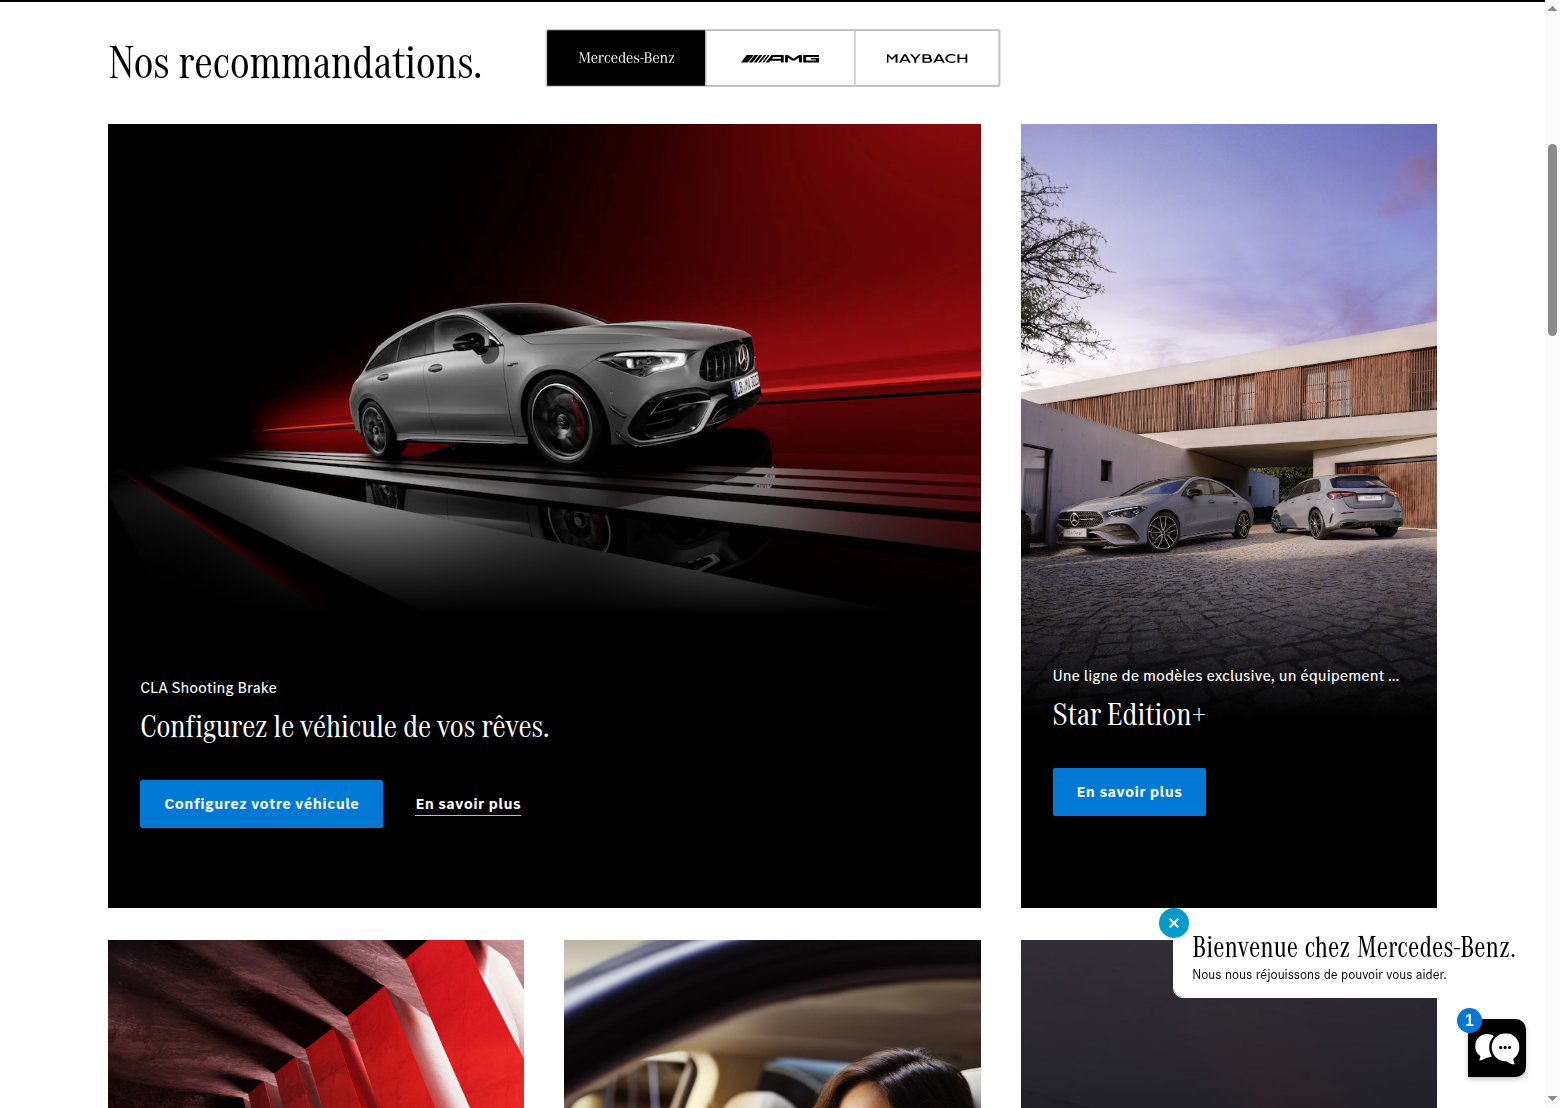 Nos recommandations.
Mercedes-Benz
AMG
MAYBACH
CLA Shooting Brake
Configurez le véhicule de vos rêves.
Configurez votre véhicule
En savoir plus
Une ligne de modèles exclusive, un équipement ...
Star Edition+
En savoir plus
Bienvenue chez Mercedes-Benz.
Nous nous réjouissons de pouvoir vous aider.
1